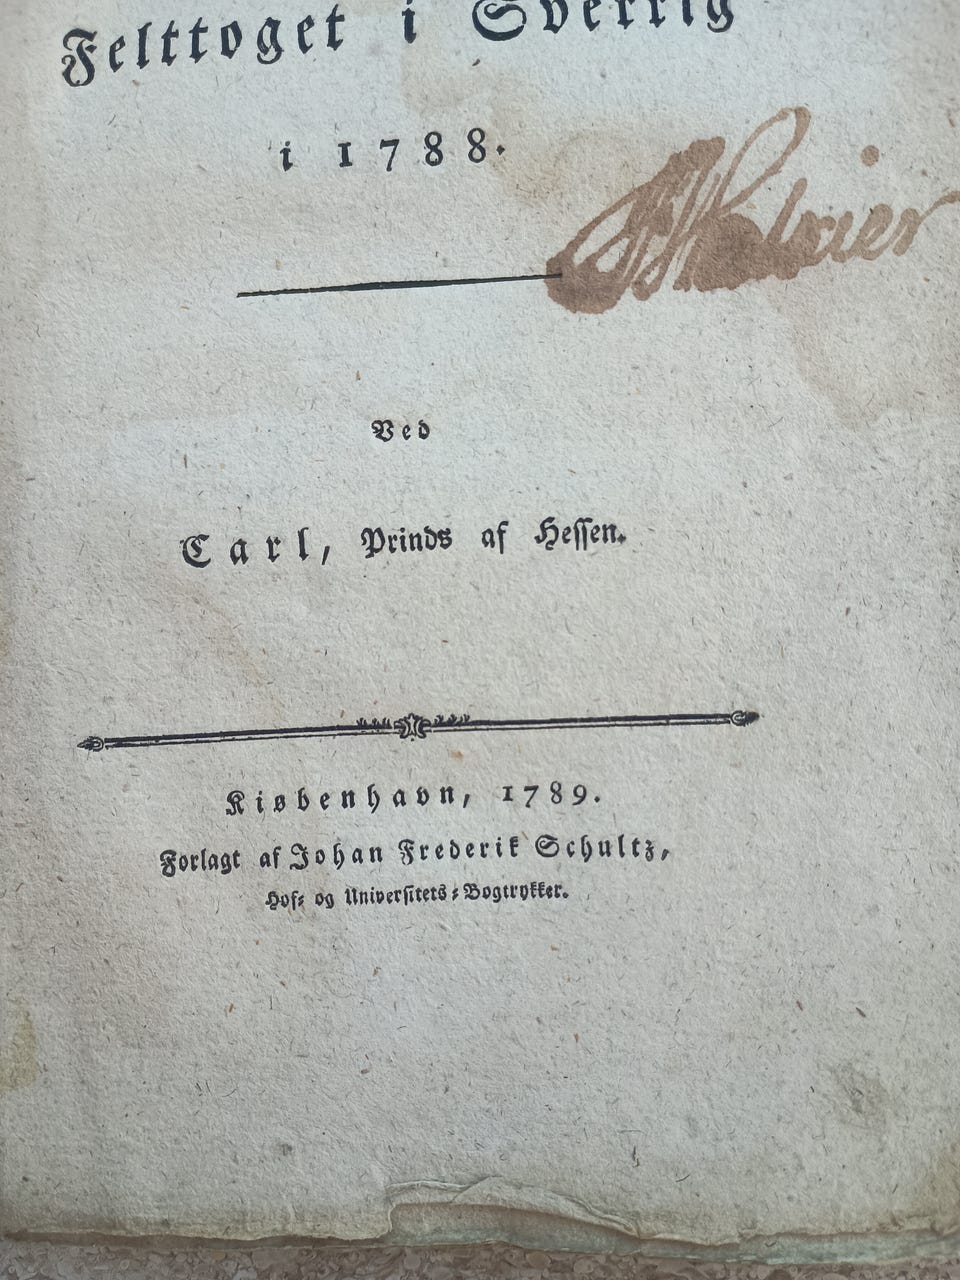 Felttoget i Sverrig
i 1788.
Ved
Carl, Prinds af Hessen.
Kiøbenhavn, 1789.
Forlagt af Johan Frederik Schultz,
Hof- og Universitets-Bogtrykker.